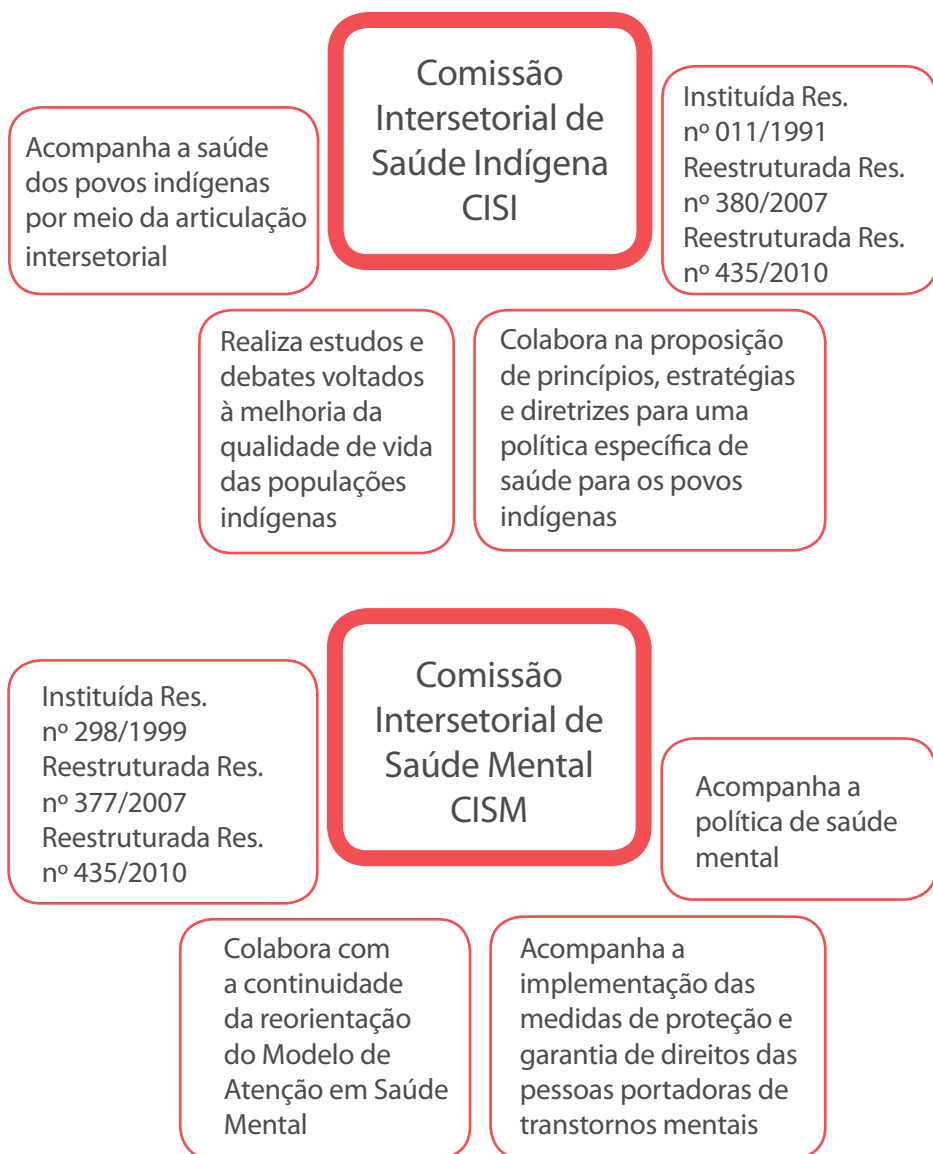 Comissão
Intersetorial de
Saúde Indígena
CISI
Acompanha a saúde
dos povos indígenas
por meio da articulação
intersetorial
Instituída Res.
nº 011/1991
Reestruturada Res.
nº 380/2007
Reestruturada Res.
nº 435/2010
Realiza estudos e
debates voltados
à melhoria da
qualidade de vida
das populações
indígenas
Colabora na proposição
de princípios, estratégias
e diretrizes para uma
política específica de
saúde para os povos
indígenas
Comissão
Intersetorial de
Saúde Mental
CISM
Instituída Res.
nº 298/1999
Reestruturada Res.
nº 377/2007
Reestruturada Res.
nº 435/2010
Acompanha a
política de saúde
mental
Colabora com
a continuidade
da reorientação
do Modelo de
Atenção em Saúde
Mental
Acompanha a
implementação das
medidas de proteção e
garantia de direitos das
pessoas portadoras de
transtornos mentais